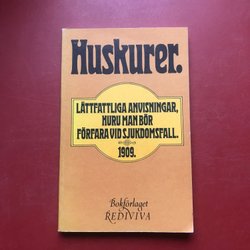 Huskurer.
LÄTTFATTLIGA ANVISNINGAR,
HURU MAN BÖR
FÖRFARA VID SJUKDOMSFALL.
1909.
Bokförlaget
REDIVIVA